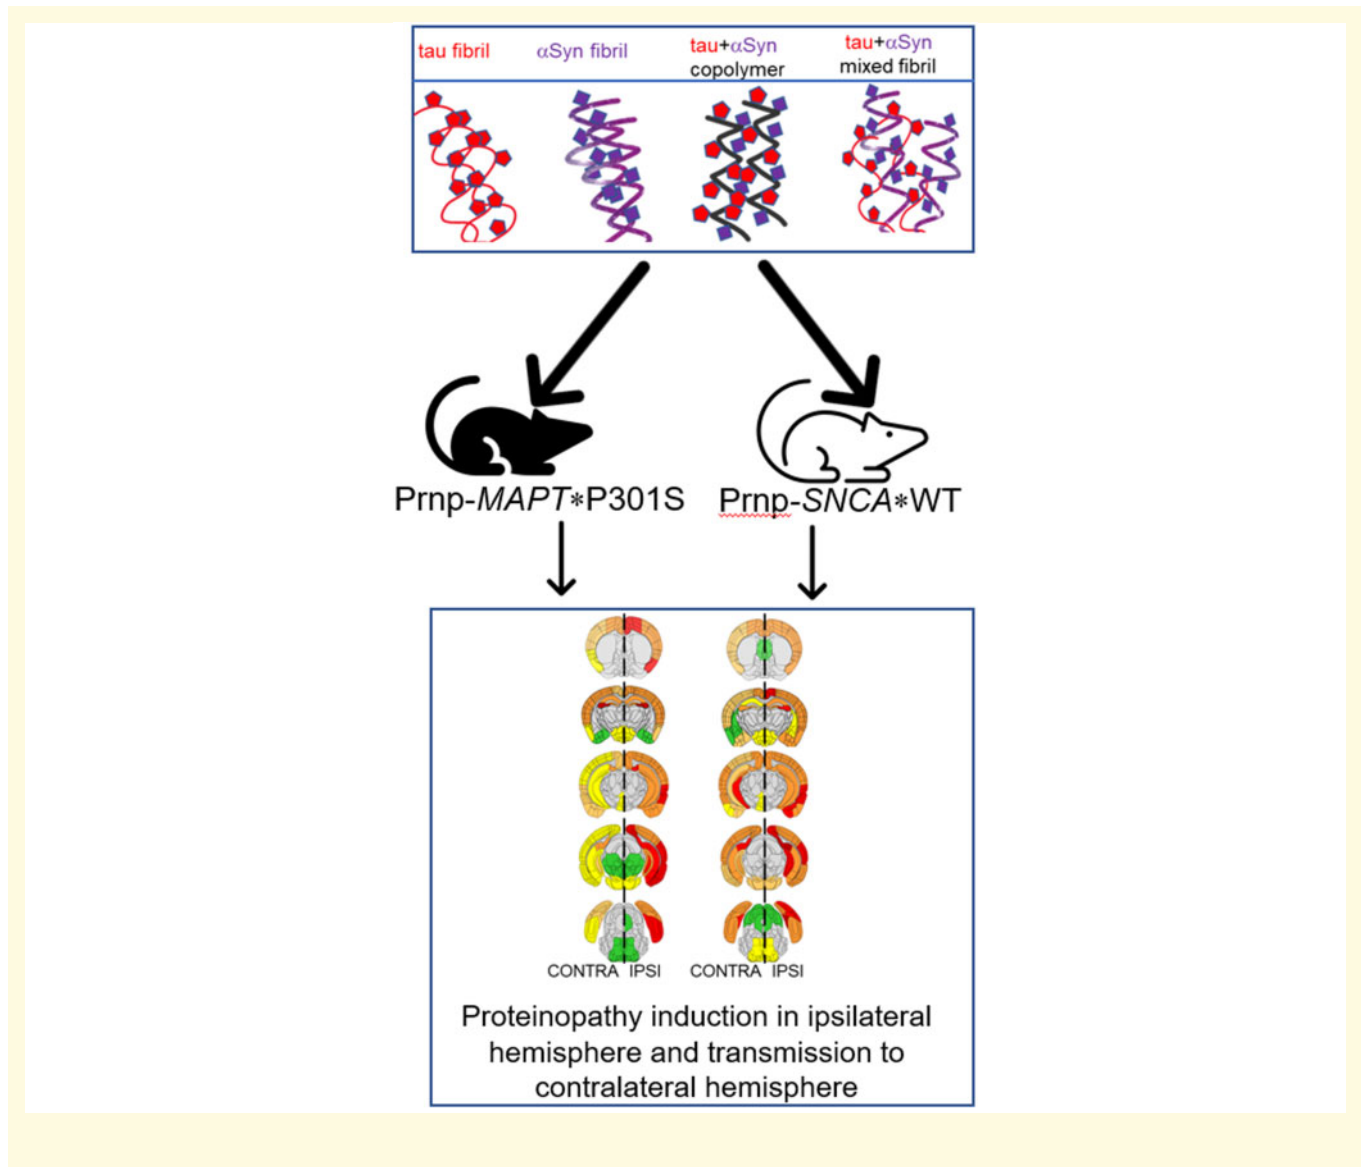 tau fibril
αSyn fibril
tau+αSyn
copolymer
tau+αSyn
mixed fibril
Prnp-MAPT*P301S
Prnp-SNCA*WT
CONTRA IPSI
CONTRA IPSI
Proteinopathy induction in ipsilateral
hemisphere and transmission to
contralateral hemisphere